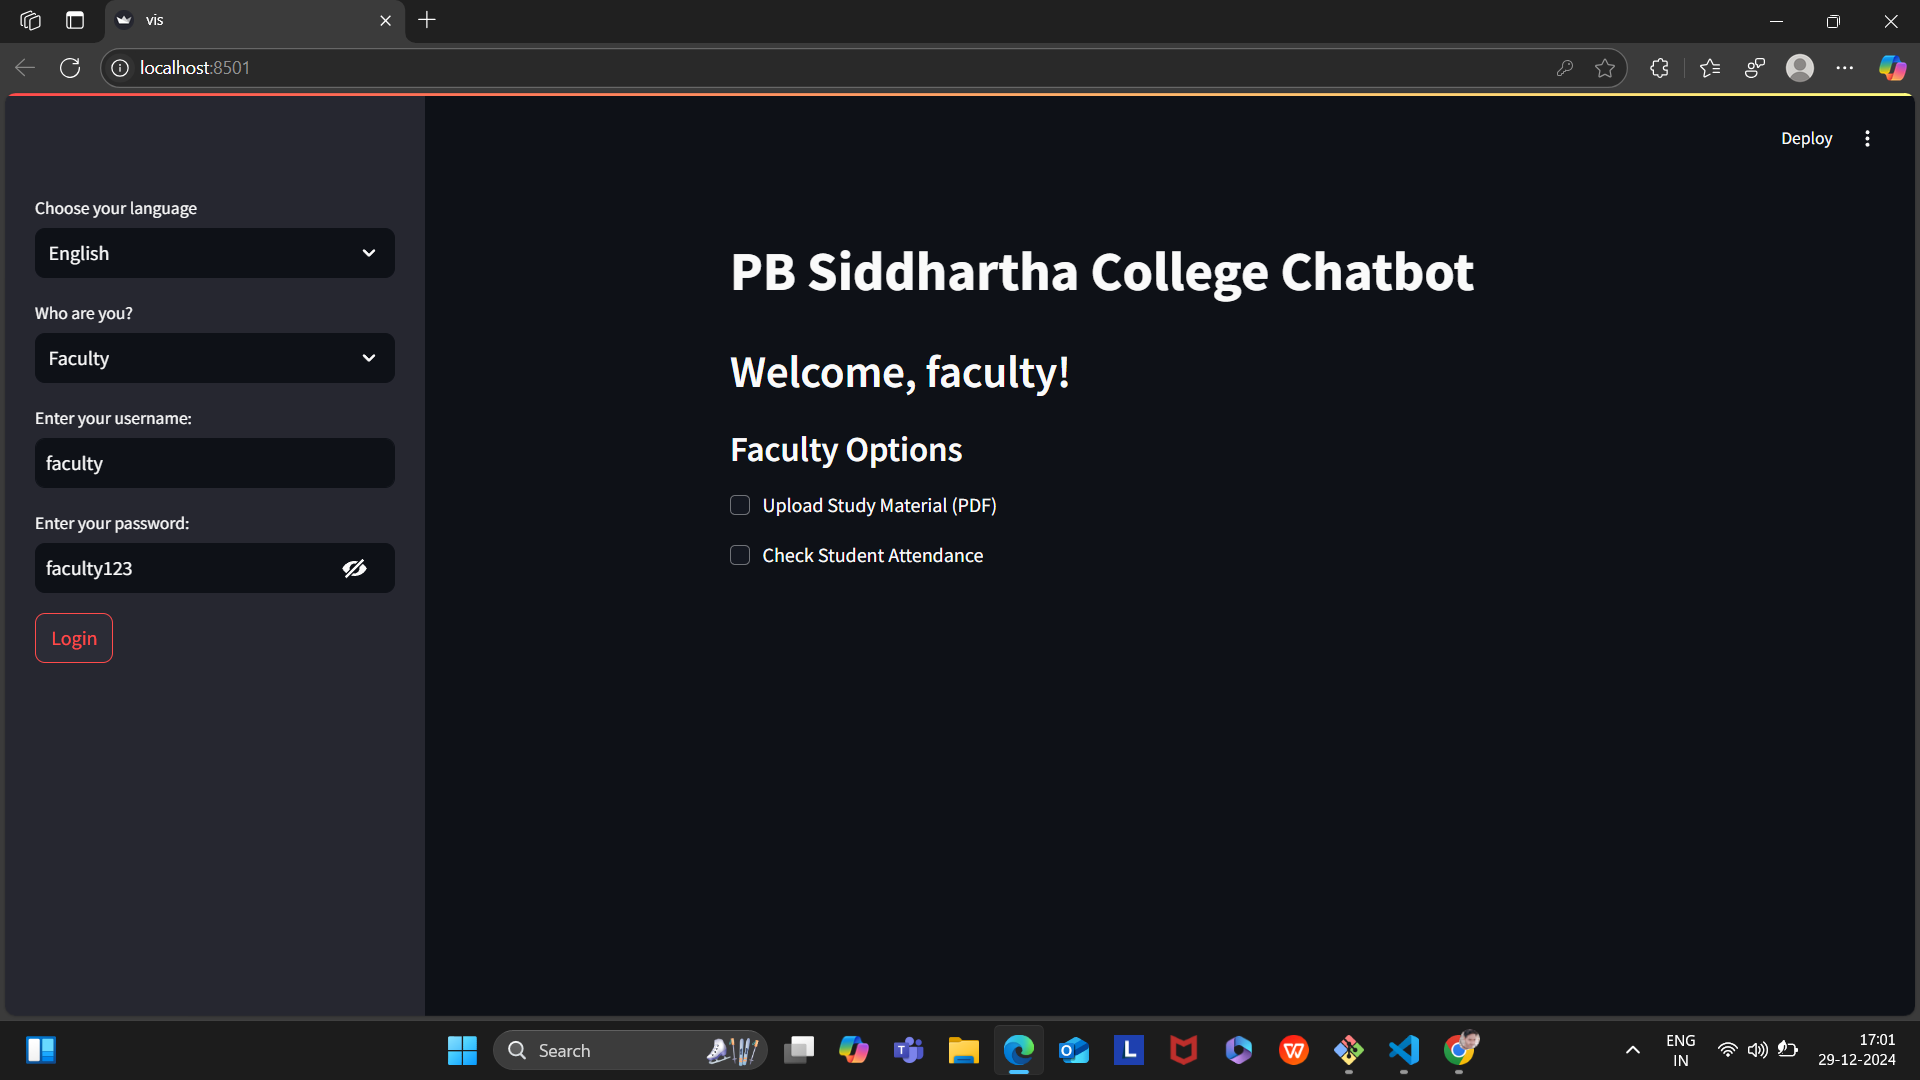 vis
localhost:8501
Deploy
Choose your language
English
Who are you?
Faculty
Enter your username:
faculty
Enter your password:
faculty123
Login
PB Siddhartha College Chatbot
Welcome, faculty!
Faculty Options
Upload Study Material (PDF)
Check Student Attendance
Search
L
W
ENG
IN
17:01
29-12-2024